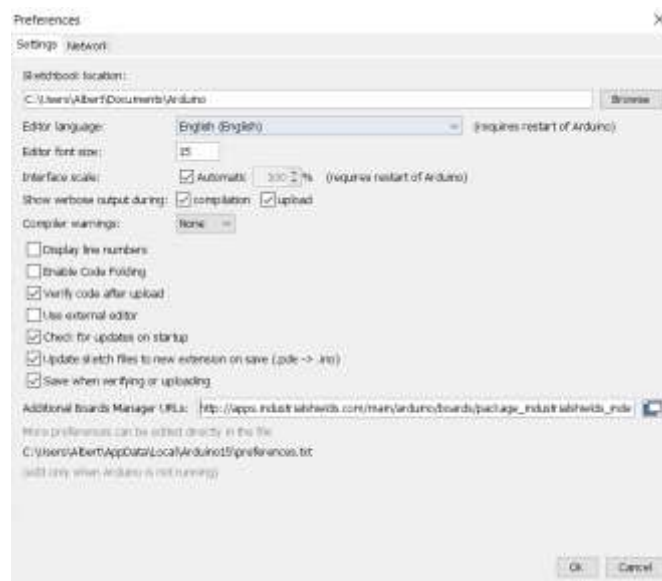 Preferences
Settings Network
Sketchbook location:
C:\Users\Albert\Documents\Arduino
Browse
Editor language: English (English) (requires restart of Arduino)
Editor font size: 15
Interface scale: Automatic 100 % (requires restart of Arduino)
Show verbose output during: compilation upload
Compiler warnings: None
Display line numbers
Enable Code Folding
Verify code after upload
Use external editor
Check for updates on startup
Update sketch files to new extension on save (.pde -> .ino)
Save when verifying or uploading
Additional Boards Manager URLs: http://apps.industrialshields.com/main/arduino/boards/package_industrialshields_inde
More preferences can be edited directly in the file
C:\Users\Albert\AppData\Local\Arduino15\preferences.txt
(edit only when Arduino is not running)
OK Cancel